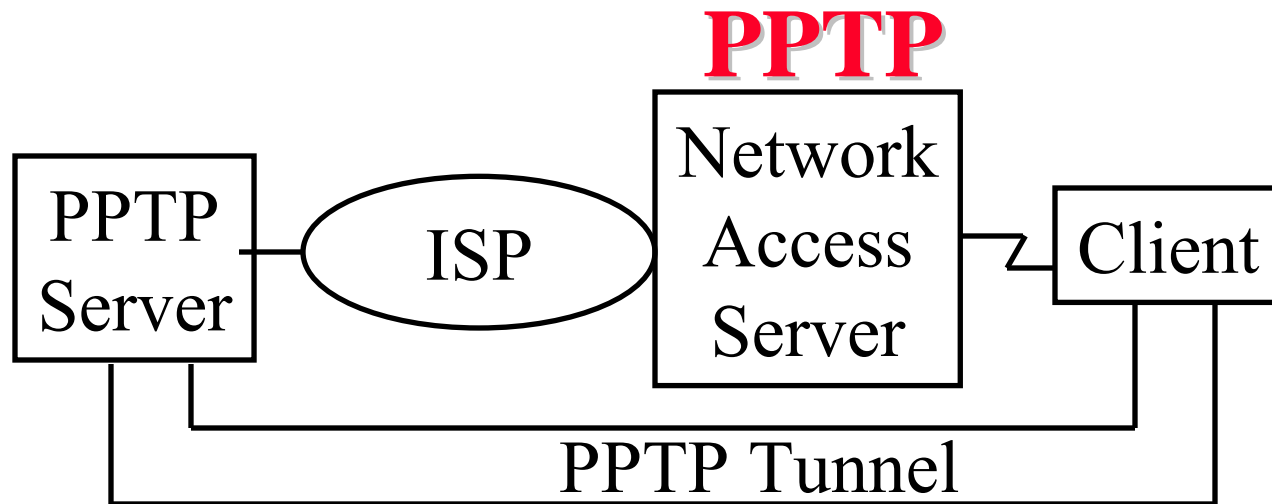 PPTP
PPTP
Server
ISP
Network
Access
Server
Client
PPTP Tunnel